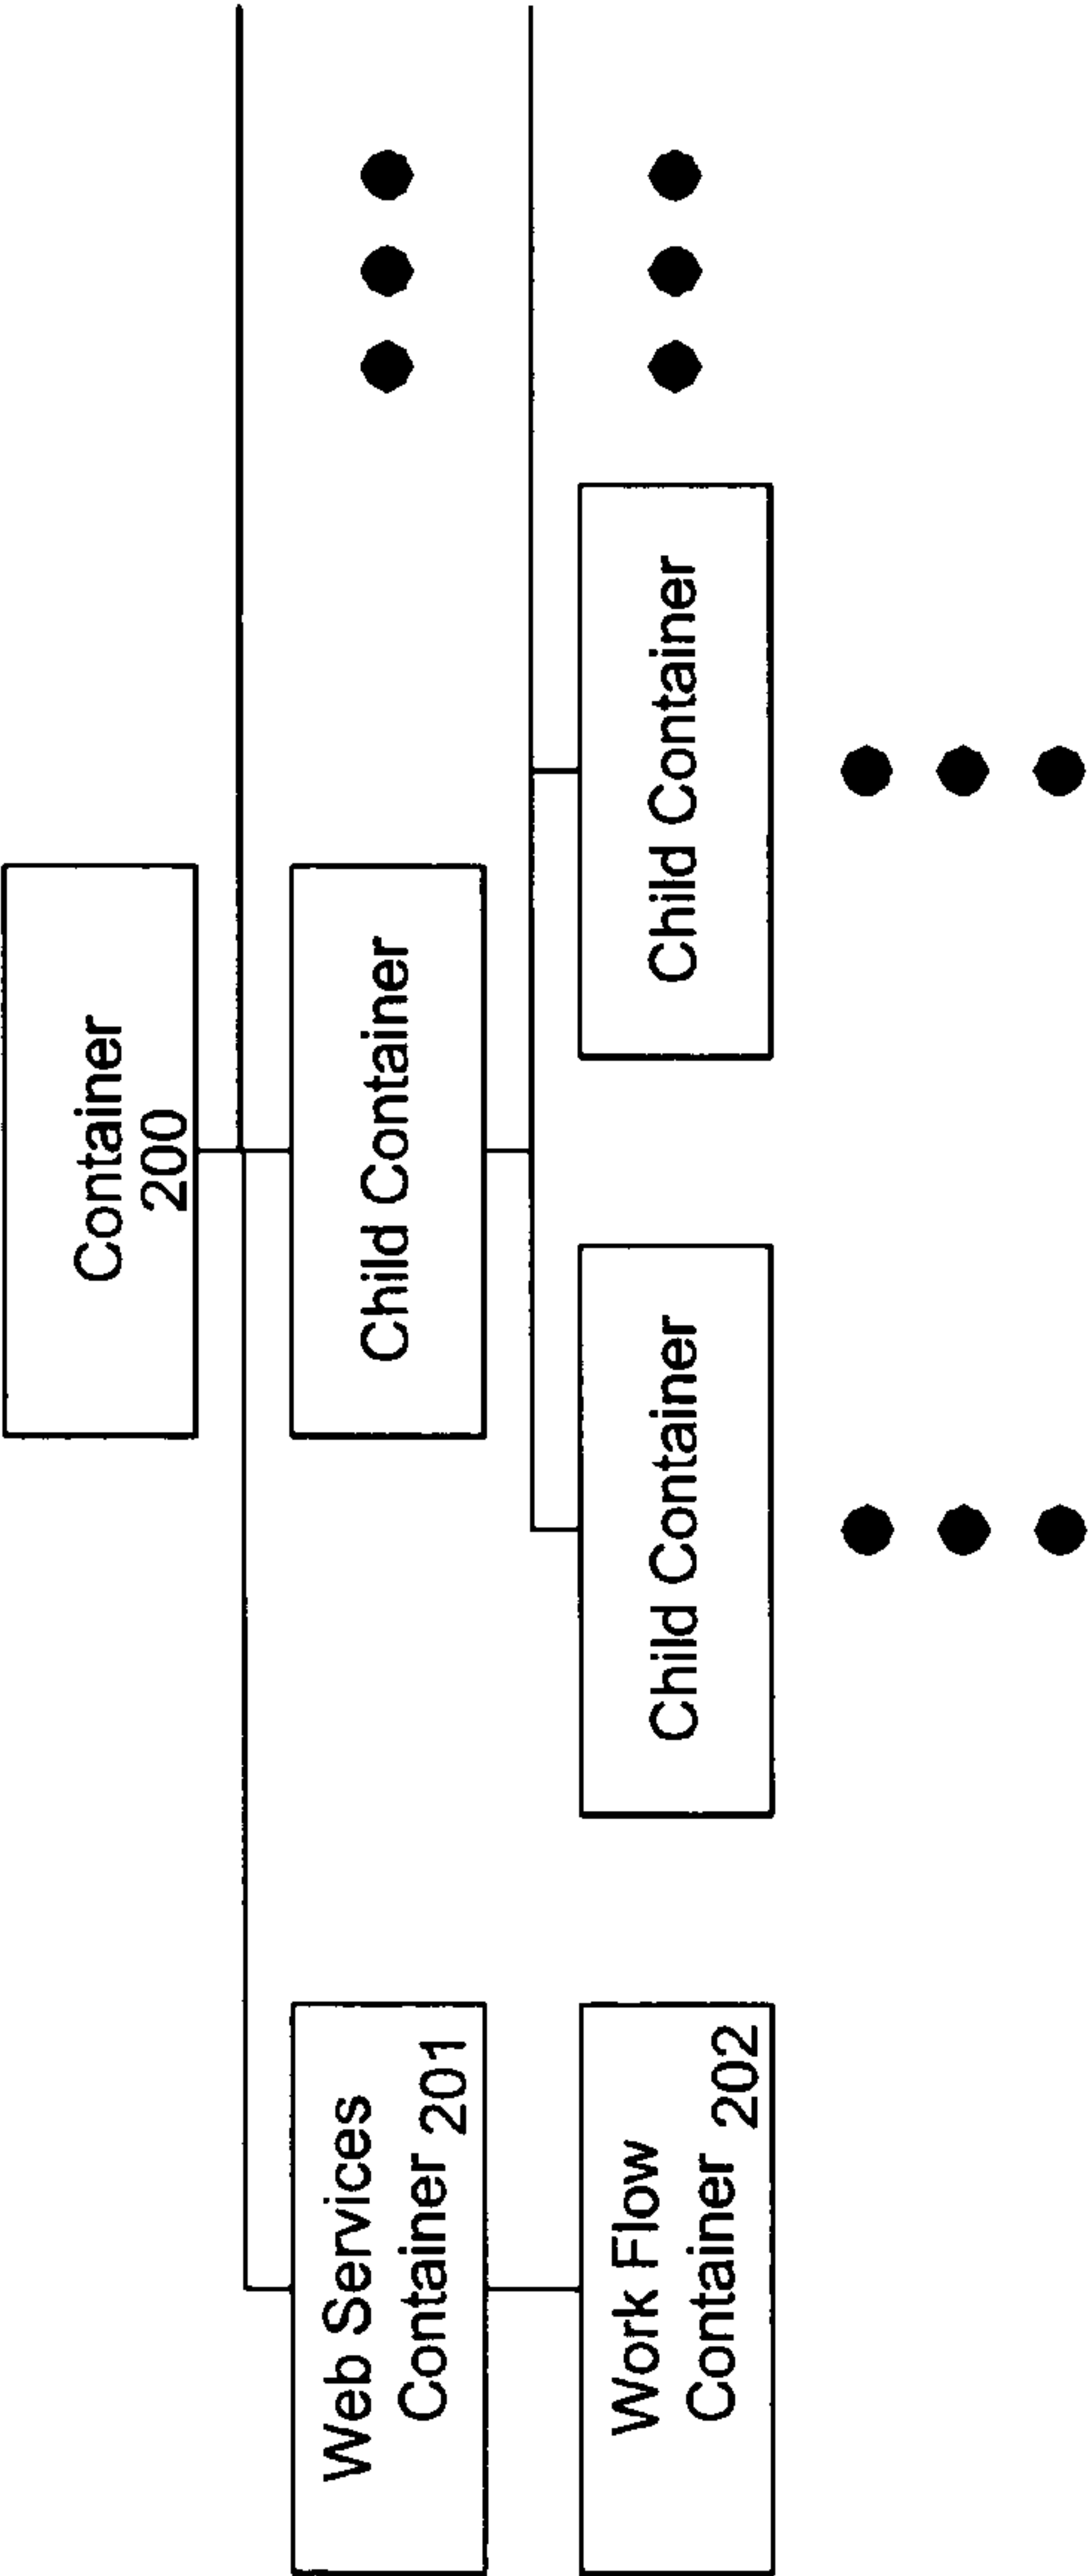 Container
200
Web Services
Container 201
Child Container
Work Flow
Container 202
Child Container
Child Container